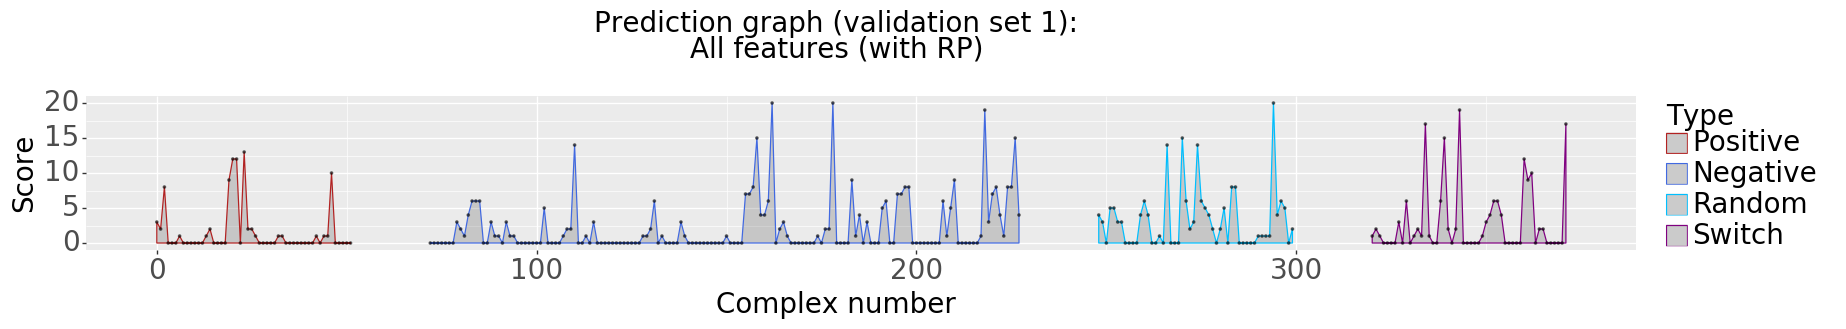 Prediction graph (validation set 1):
All features (with RP)
Score
20
15
10
5
0
0 100 200 300
Complex number
Type
Positive
Negative
Random
Switch